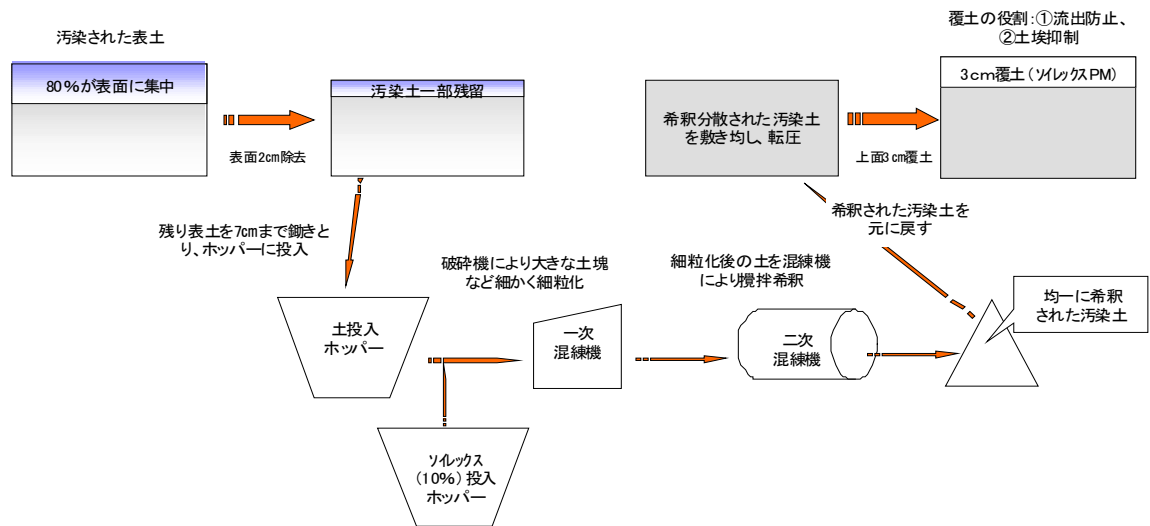 汚染された表土
80%が表面に集中
表面2cm除去
汚染土一部残留
残り表土を7cmまで鋤きと
り、ホッパーに投入
土投入
ホッパー
ソイレックス
(10%)投入
ホッパー
破砕機により大きな土塊
など細かく細粒化
一次
混練機
細粒化後の土を混練機
により攪拌希釈
二次
混練機
均一に希釈
された汚染土
希釈された汚染土を
元に戻す
希釈分散された汚染土
を敷き均し、転圧
上面3cm覆土
覆土の役割:①流出防止、
②土埃抑制
3cm覆土(ソイレックスPM)